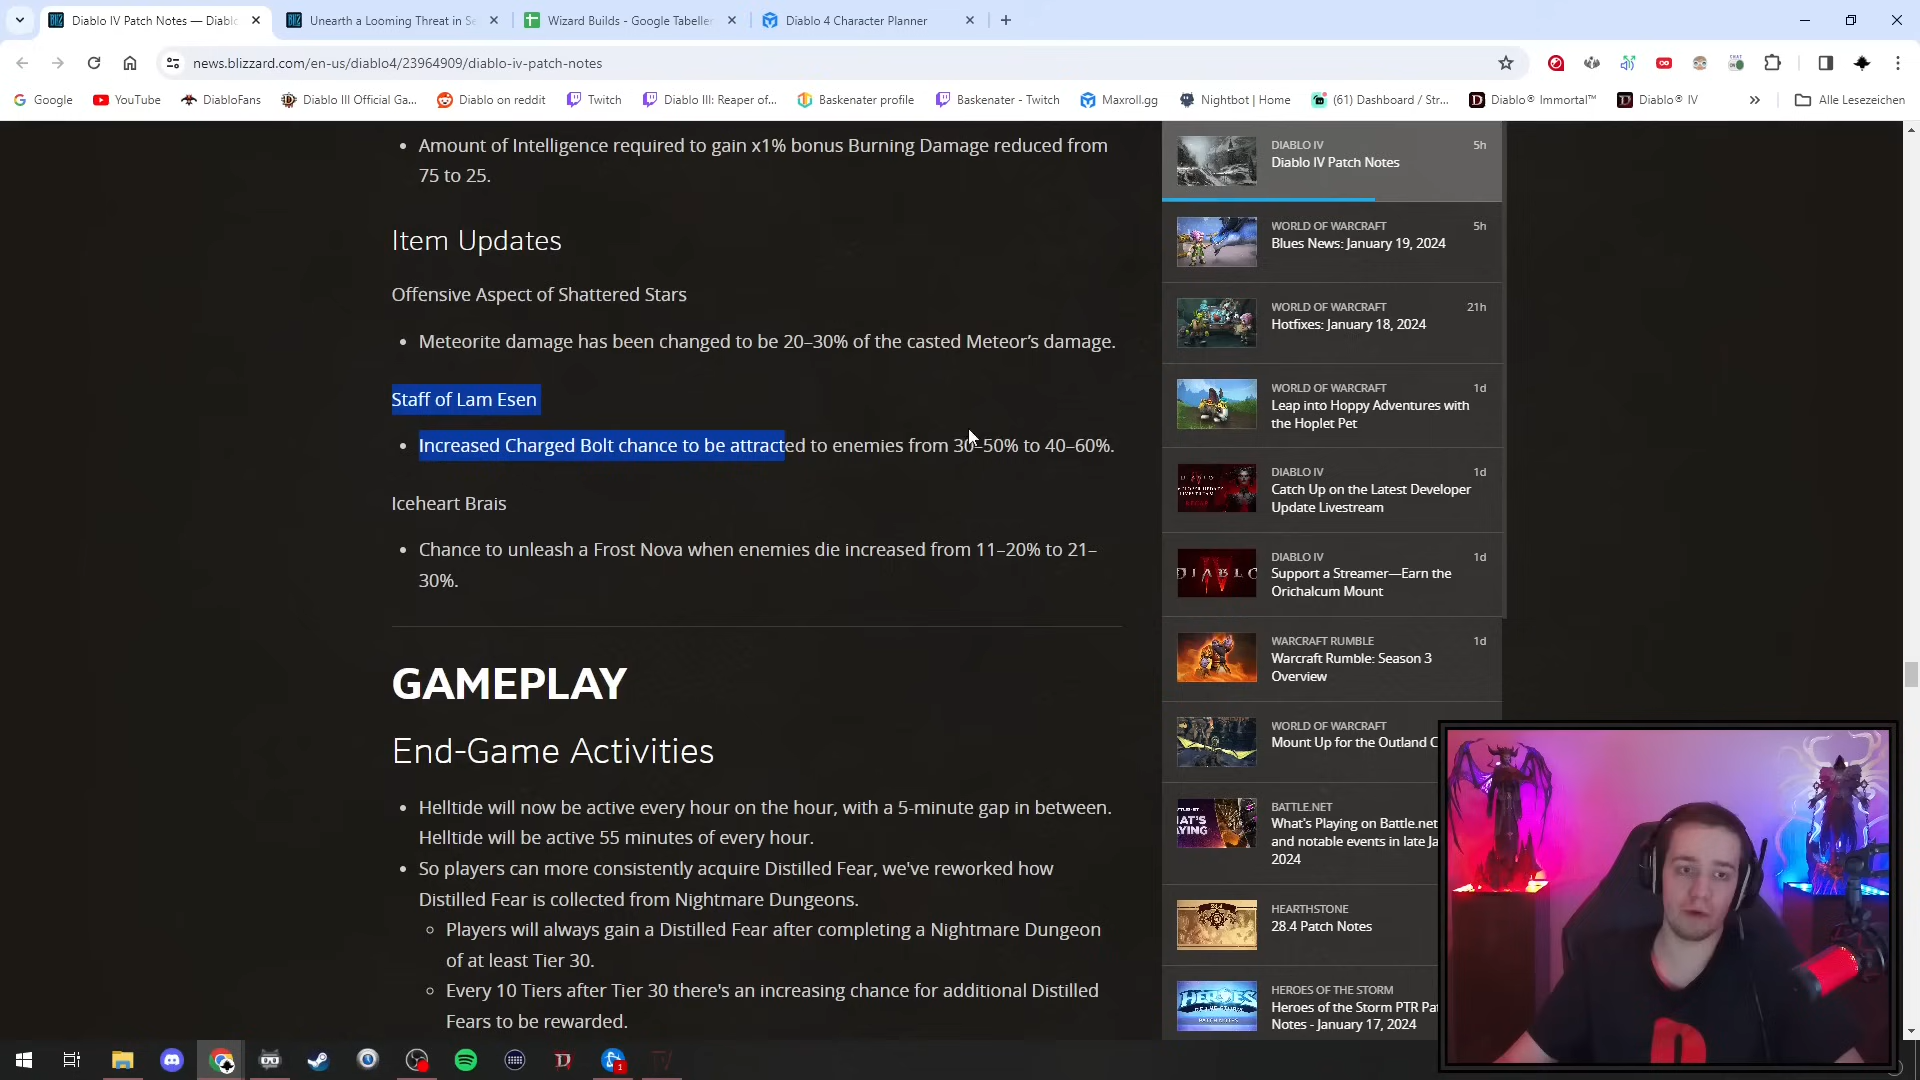 Diablo IV Patch Notes — Diabl
Unearth a Looming Threat in Se
Wizard Builds - Google Tabeller
Diablo 4 Character Planner
news.blizzard.com/en-us/diablo4/23964909/diablo-iv-patch-notes
Google
YouTube
DiabloFans
Diablo III Official Ga...
Diablo on reddit
Twitch
Diablo III: Reaper of...
Baskenater profile
Baskenater - Twitch
Maxroll.gg
Nightbot | Home
(61) Dashboard / Str...
Diablo® Immortal™
Diablo® IV
Alle Lesezeichen
• Amount of Intelligence required to gain x1% bonus Burning Damage reduced from
75 to 25.
Item Updates
Offensive Aspect of Shattered Stars
• Meteorite damage has been changed to be 20–30% of the casted Meteor’s damage.
Staff of Lam Esen
• Increased Charged Bolt chance to be attracted to enemies from 30–50% to 40–60%.
Iceheart Brais
• Chance to unleash a Frost Nova when enemies die increased from 11–20% to 21–
30%.
GAMEPLAY
End-Game Activities
• Helltide will now be active every hour on the hour, with a 5-minute gap in between.
Helltide will be active 55 minutes of every hour.
• So players can more consistently acquire Distilled Fear, we've reworked how
Distilled Fear is collected from Nightmare Dungeons.
◦ Players will always gain a Distilled Fear after completing a Nightmare Dungeon
of at least Tier 30.
◦ Every 10 Tiers after Tier 30 there's an increasing chance for additional Distilled
Fears to be rewarded.
DIABLO IV 5h
Diablo IV Patch Notes
WORLD OF WARCRAFT 5h
Blues News: January 19, 2024
WORLD OF WARCRAFT 21h
Hotfixes: January 18, 2024
WORLD OF WARCRAFT 1d
Leap into Hoppy Adventures with
the Hoplet Pet
DIABLO IV 1d
Catch Up on the Latest Developer
Update Livestream
DIABLO IV 1d
Support a Streamer—Earn the
Orichalcum Mount
WARCRAFT RUMBLE 1d
Warcraft Rumble: Season 3
Overview
WORLD OF WARCRAFT
Mount Up for the Outland C
BATTLE.NET
What's Playing on Battle.net
and notable events in late Ja
2024
HEARTHSTONE
28.4 Patch Notes
HEROES OF THE STORM
Heroes of the Storm PTR Pat
Notes - January 17, 2024